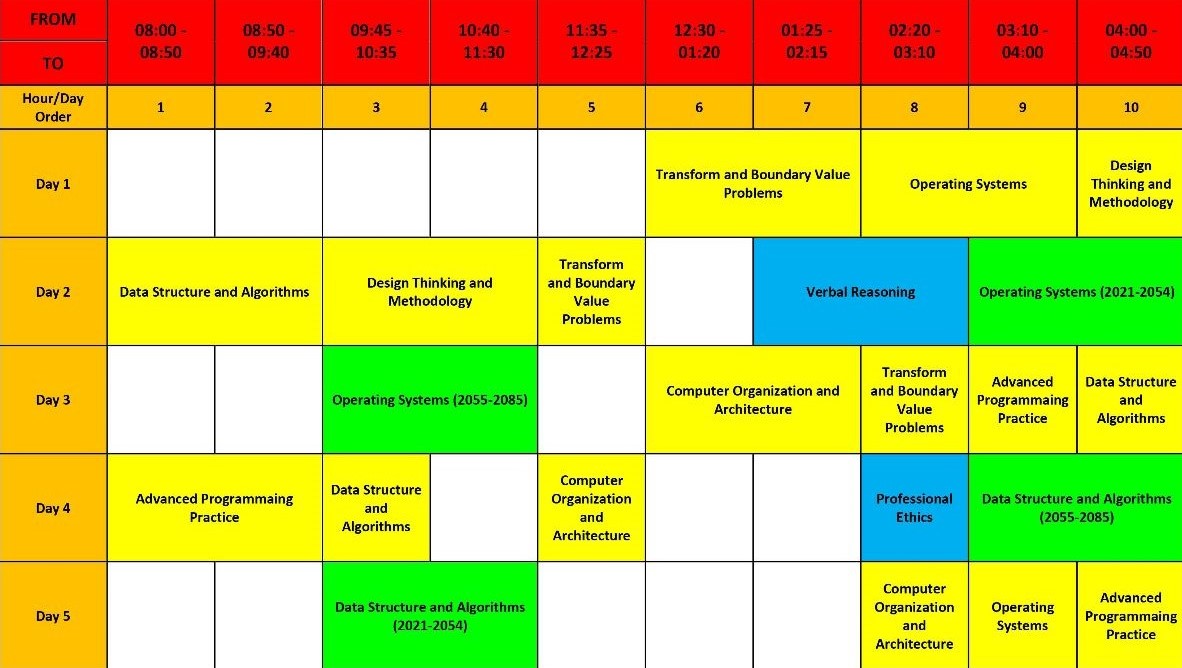 FROM
TO
08:00 -
08:50
08:50 -
09:40
09:45 -
10:35
10:40 -
11:30
11:35 -
12:25
12:30 -
01:20
01:25 -
02:15
02:20 -
03:10
03:10 -
04:00
04:00 -
04:50
Hour/Day
Order
1
2
3
4
5
6
7
8
9
10
Day 1
Transform and Boundary Value
Problems
Operating Systems
Design
Thinking and
Methodology
Day 2
Data Structure and Algorithms
Design Thinking and
Methodology
Transform
and Boundary
Value
Problems
Verbal Reasoning
Operating Systems (2021-2054)
Day 3
Operating Systems (2055-2085)
Computer Organization and
Architecture
Transform
and Boundary
Value
Problems
Advanced
Programmaing
Practice
Data Structure
and
Algorithms
Day 4
Advanced Programmaing
Practice
Data Structure
and
Algorithms
Computer
Organization
and
Architecture
Professional
Ethics
Data Structure and Algorithms
(2055-2085)
Day 5
Data Structure and Algorithms
(2021-2054)
Computer
Organization
and
Architecture
Operating
Systems
Advanced
Programmaing
Practice